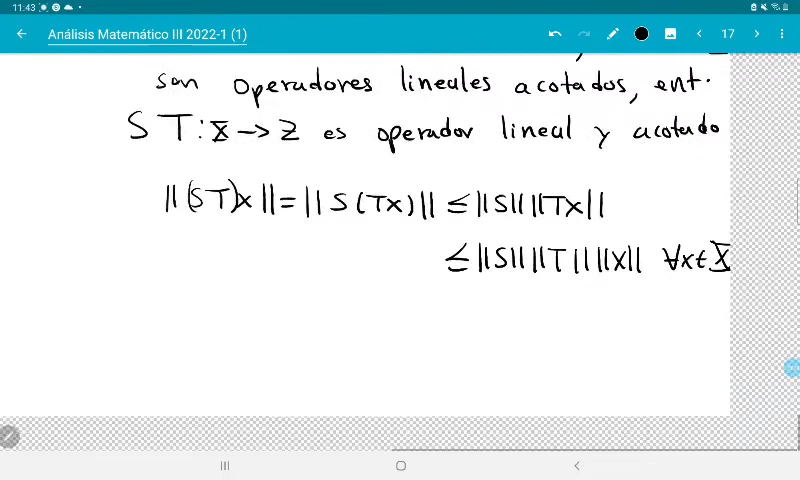 11:43
Análisis Matemático III 2022-1 (1)
17
son operadores lineales acotados, ent.
ST: X → Z es operador lineal y acotado
||(ST)x|| = ||S(Tx)|| ≤ ||S|| ||Tx||
≤ ||S|| ||T|| ||x|| ∀x∈X